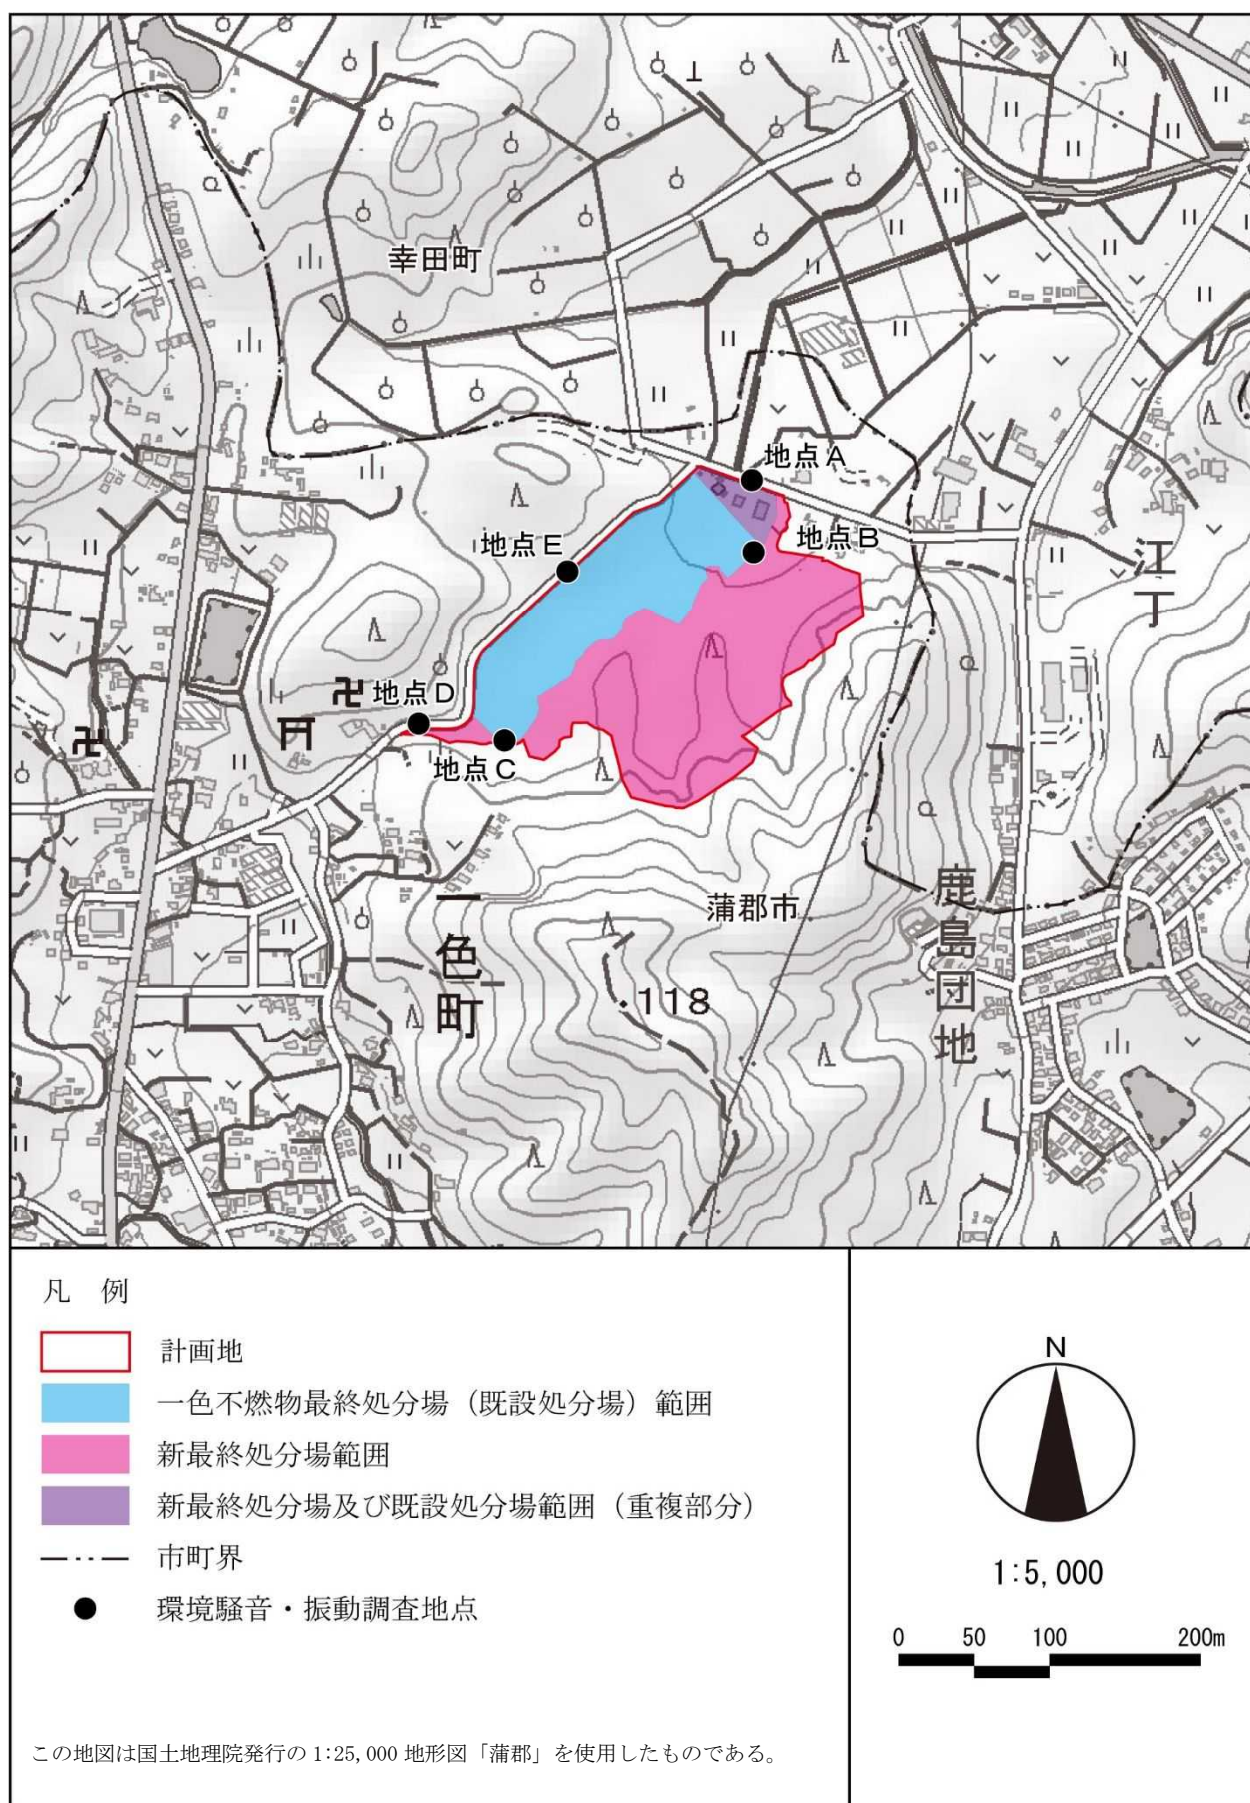 幸田町
地点A
地点B
地点E
江丁
地点D
地点C
蒲郡市
鹿島団地
一色町
118
凡 例
計画地
一色不燃物最終処分場（既設処分場）範囲
新最終処分場範囲
新最終処分場及び既設処分場範囲（重複部分）
市町界
環境騒音・振動調査地点
この地図は国土地理院発行の 1:25,000 地形図「蒲郡」を使用したものである。
N
1:5,000
0 50 100 200m